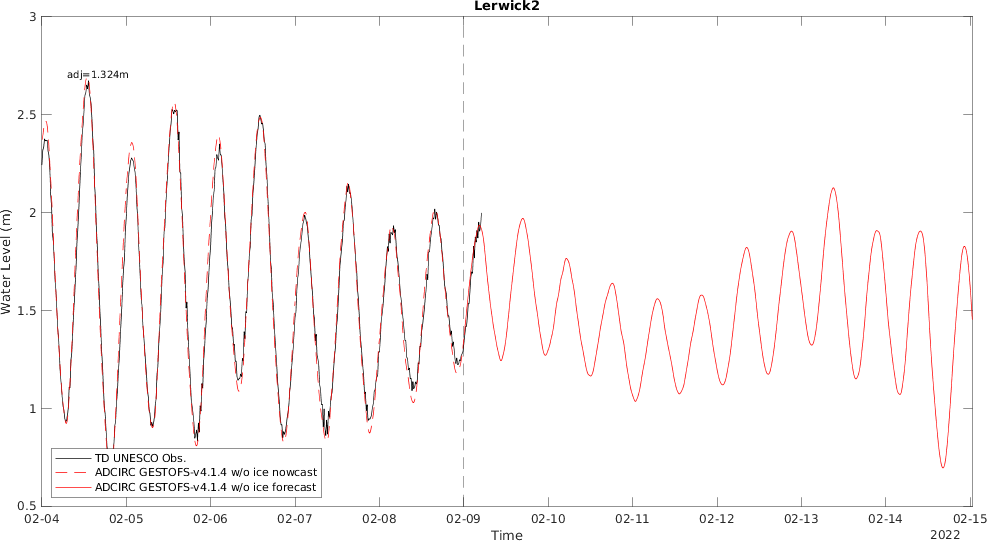 Lerwick2
adj=1.324m
3
2.5
2
1.5
1
0.5
Water Level (m)
TD UNESCO Obs.
ADCIRC GESTOFS-v4.1.4 w/o ice nowcast
ADCIRC GESTOFS-v4.1.4 w/o ice forecast
02-04 02-05 02-06 02-07 02-08 02-09 02-10 02-11 02-12 02-13 02-14 02-15
Time
2022